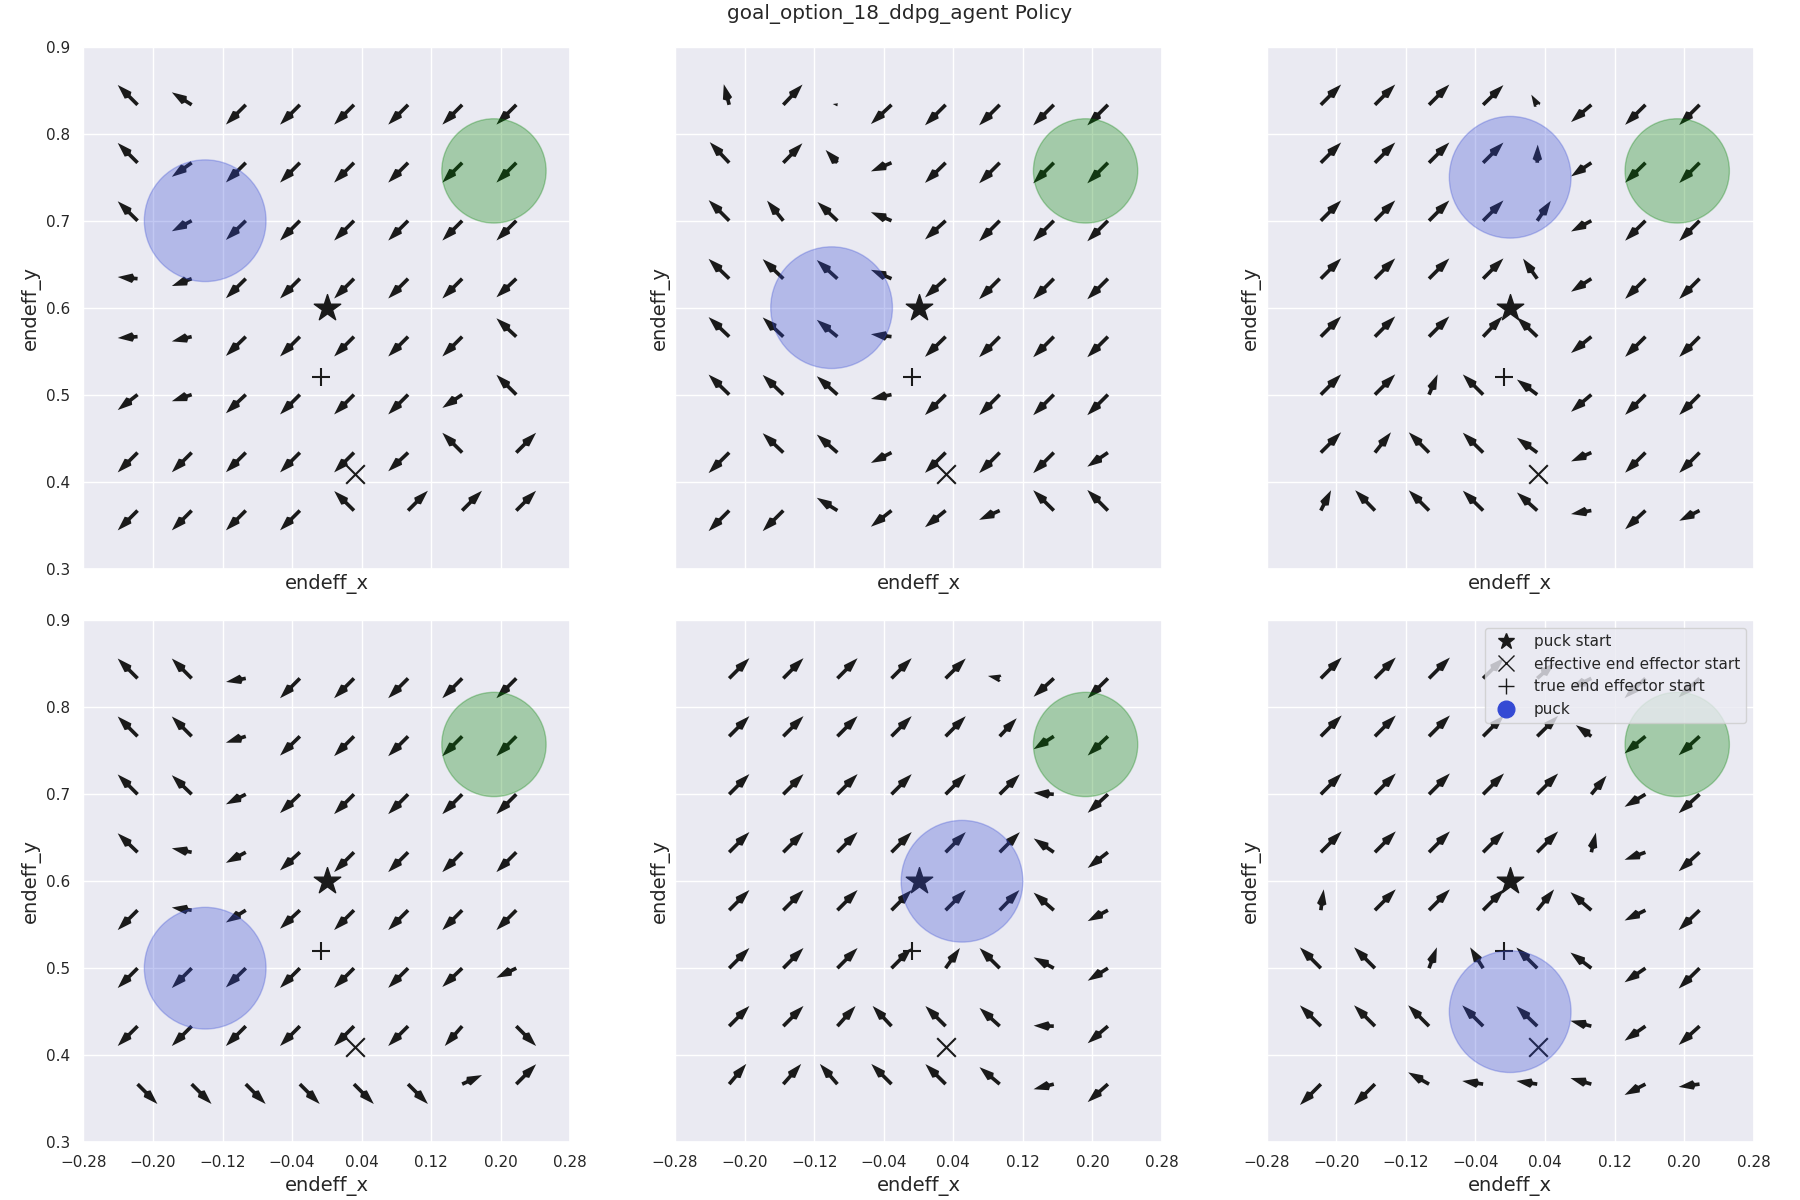 goal_option_18_ddpg_agent Policy
0.9
0.8
0.7
0.6
0.5
0.4
0.3
endeff_y
endeff_x
endeff_y
endeff_x
endeff_y
endeff_x
0.9
0.8
0.7
0.6
0.5
0.4
0.3
endeff_y
−0.28 −0.20 −0.12 −0.04 0.04 0.12 0.20 0.28
endeff_x
endeff_y
−0.28 −0.20 −0.12 −0.04 0.04 0.12 0.20 0.28
endeff_x
puck start
effective end effector start
true end effector start
puck
endeff_y
−0.28 −0.20 −0.12 −0.04 0.04 0.12 0.20 0.28
endeff_x